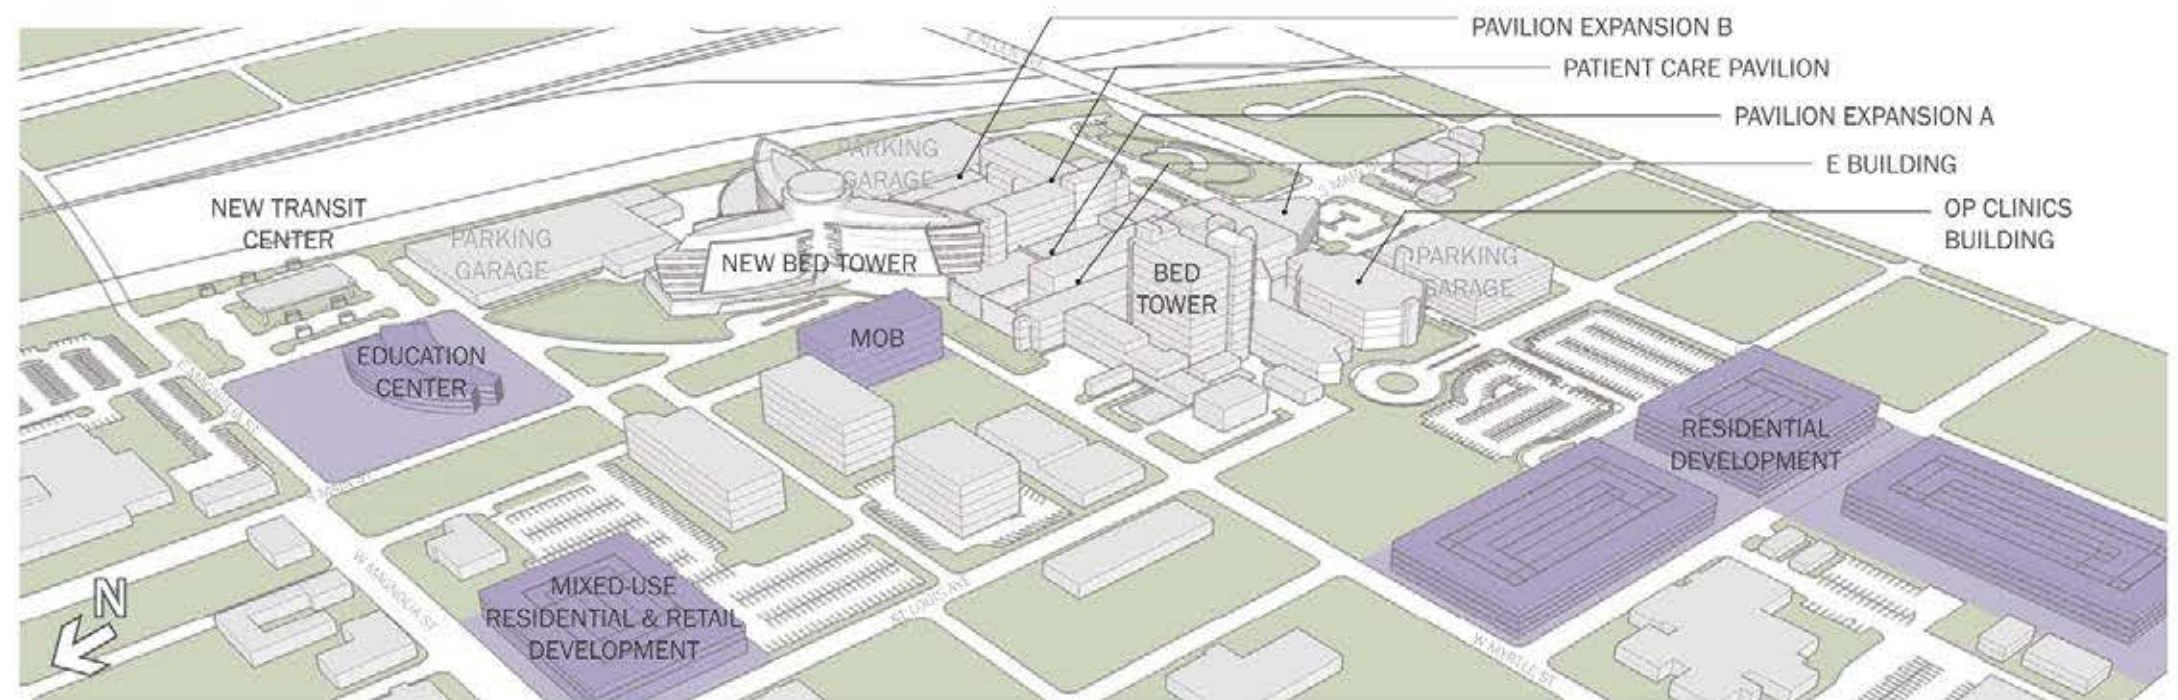 PAVILION EXPANSION B
PATIENT CARE PAVILION
PAVILION EXPANSION A
E BUILDING
OP CLINICS
BUILDING
PARKING
GARAGE
NEW TRANSIT
CENTER
PARKING
GARAGE
NEW BED TOWER
BED
TOWER
PARKING
GARAGE
MOB
EDUCATION
CENTER
RESIDENTIAL
DEVELOPMENT
MIXED-USE
RESIDENTIAL & RETAIL
DEVELOPMENT
N
W MAGNOLIA ST
ST LOUIS AVE
W MYRTLE ST